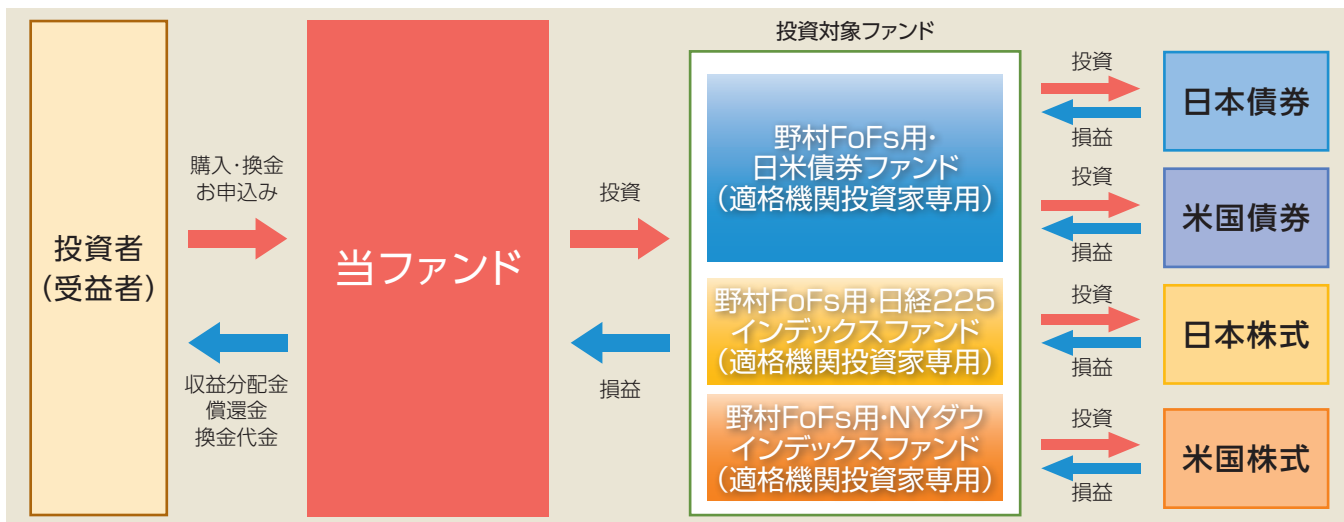 投資者
(受益者)
購入・換金
お申込み
収益分配金
償還金
換金代金
当ファンド
投資
損益
投資対象ファンド
野村FoFs用・
日米債券ファンド
(適格機関投資家専用)
野村FoFs用・日経225
インデックスファンド
(適格機関投資家専用)
野村FoFs用・NYダウ
インデックスファンド
(適格機関投資家専用)
投資
損益
日本債券
投資
損益
米国債券
投資
損益
日本株式
投資
損益
米国株式